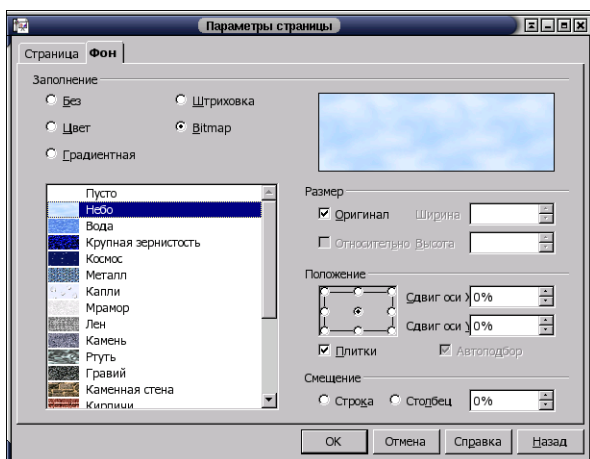 Параметры страницы
Страница Фон
Заполнение
Без
Штриховка
Цвет
Bitmap
Градиентная
Пусто
Небо
Вода
Крупная зернистость
Космос
Металл
Капли
Мрамор
Лен
Камень
Ртуть
Гравий
Каменная стена
Кирпичи
Размер
Оригинал Ширина
Относительно Высота
Положение
Сдвиг оси X 0%
Сдвиг оси y 0%
Плитки Автоподбор
Смещение
Строка Столбец 0%
OK Отмена Справка Назад